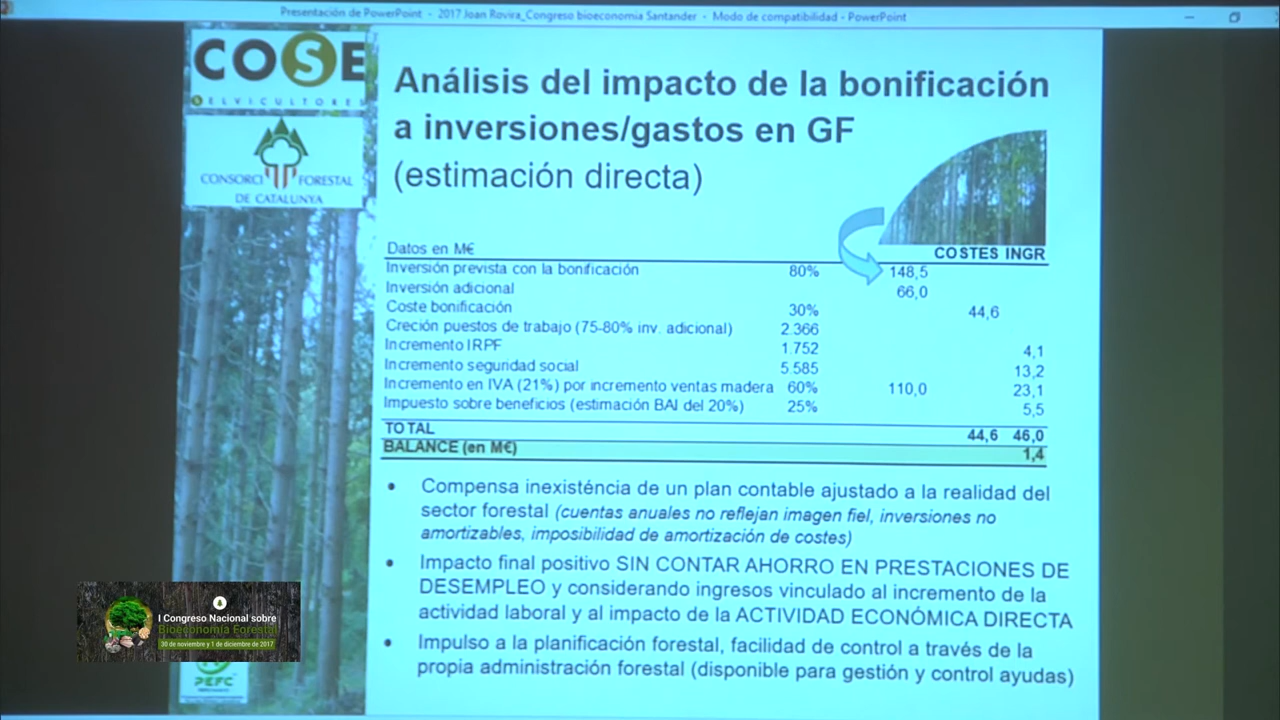 Presentación de PowerPoint - 2017 Joan Rovira_Congreso bioeconomia Santander - Modo de compatibilidad - PowerPoint
COSE
SELVICULTORES
CONSORCI FORESTAL
DE CATALUNYA
Análisis del impacto de la bonificación
a inversiones/gastos en GF
(estimación directa)
Datos en M€ COSTES INGR
Inversión prevista con la bonificación 80% 148,5
Inversión adicional 66,0
Coste bonificación 30% 44,6
Creción puestos de trabajo (75-80% inv. adicional) 2.366
Incremento IRPF 1.752 4,1
Incremento seguridad social 5.585 13,2
Incremento en IVA (21%) por incremento ventas madera 60% 110,0 23,1
Impuesto sobre beneficios (estimación BAI del 20%) 25% 5,5
TOTAL 44,6 46,0
BALANCE (en M€) 1,4
• Compensa inexisténcia de un plan contable ajustado a la realidad del
sector forestal (cuentas anuales no reflejan imagen fiel, inversiones no
amortizables, imposibilidad de amortización de costes)
• Impacto final positivo SIN CONTAR AHORRO EN PRESTACIONES DE
DESEMPLEO y considerando ingresos vinculado al incremento de la
actividad laboral y al impacto de la ACTIVIDAD ECONÓMICA DIRECTA
• Impulso a la planificación forestal, facilidad de control a través de la
propia administración forestal (disponible para gestión y control ayudas)
I Congreso Nacional sobre
Bioeconomía Forestal
30 de noviembre y 1 de diciembre de 2017
PEFC